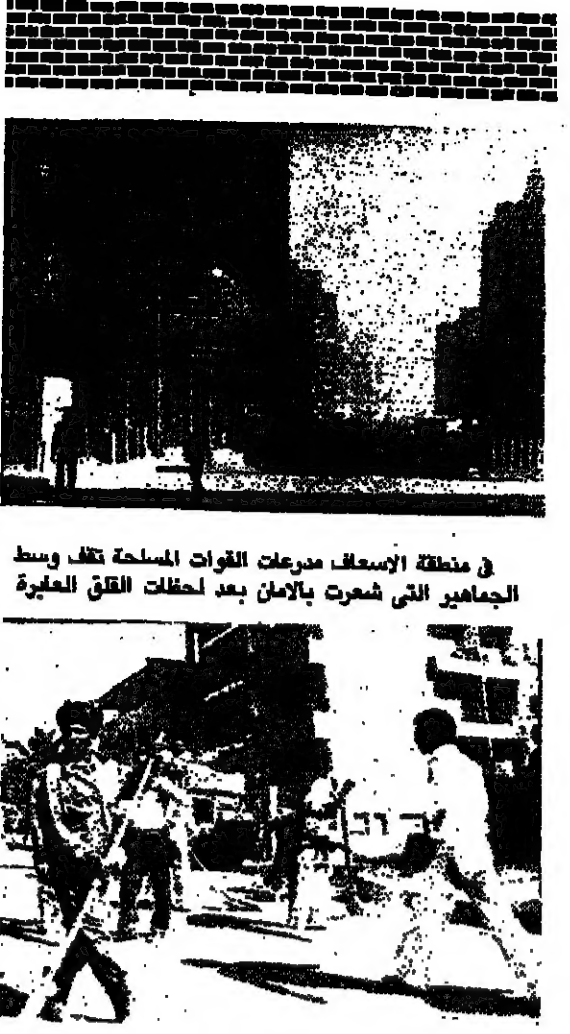 في منطقة الإسعاف مدرعات القوات المسلحة تقف وسط
الجماهير التي شعرت بالامان بعد لحظات القلق العابرة